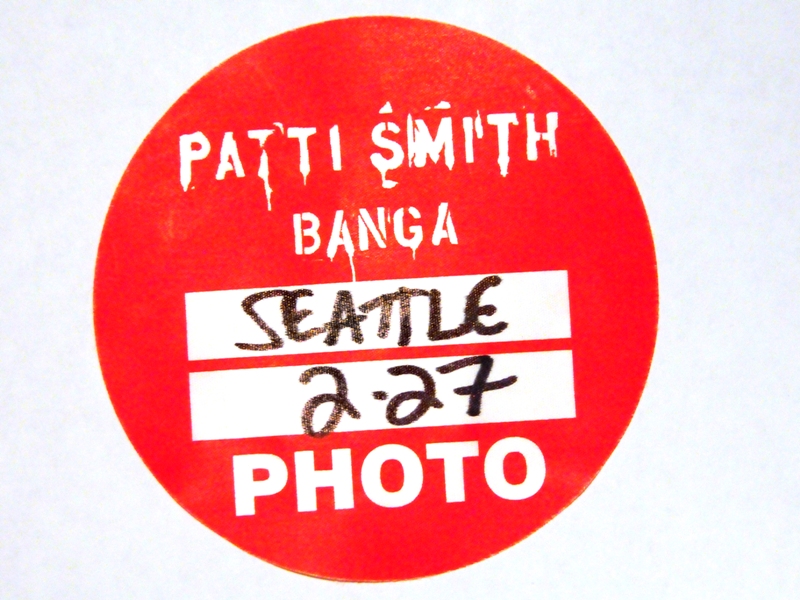 PATTI SMITH
BANGA
SEATTLE
2-27
PHOTO